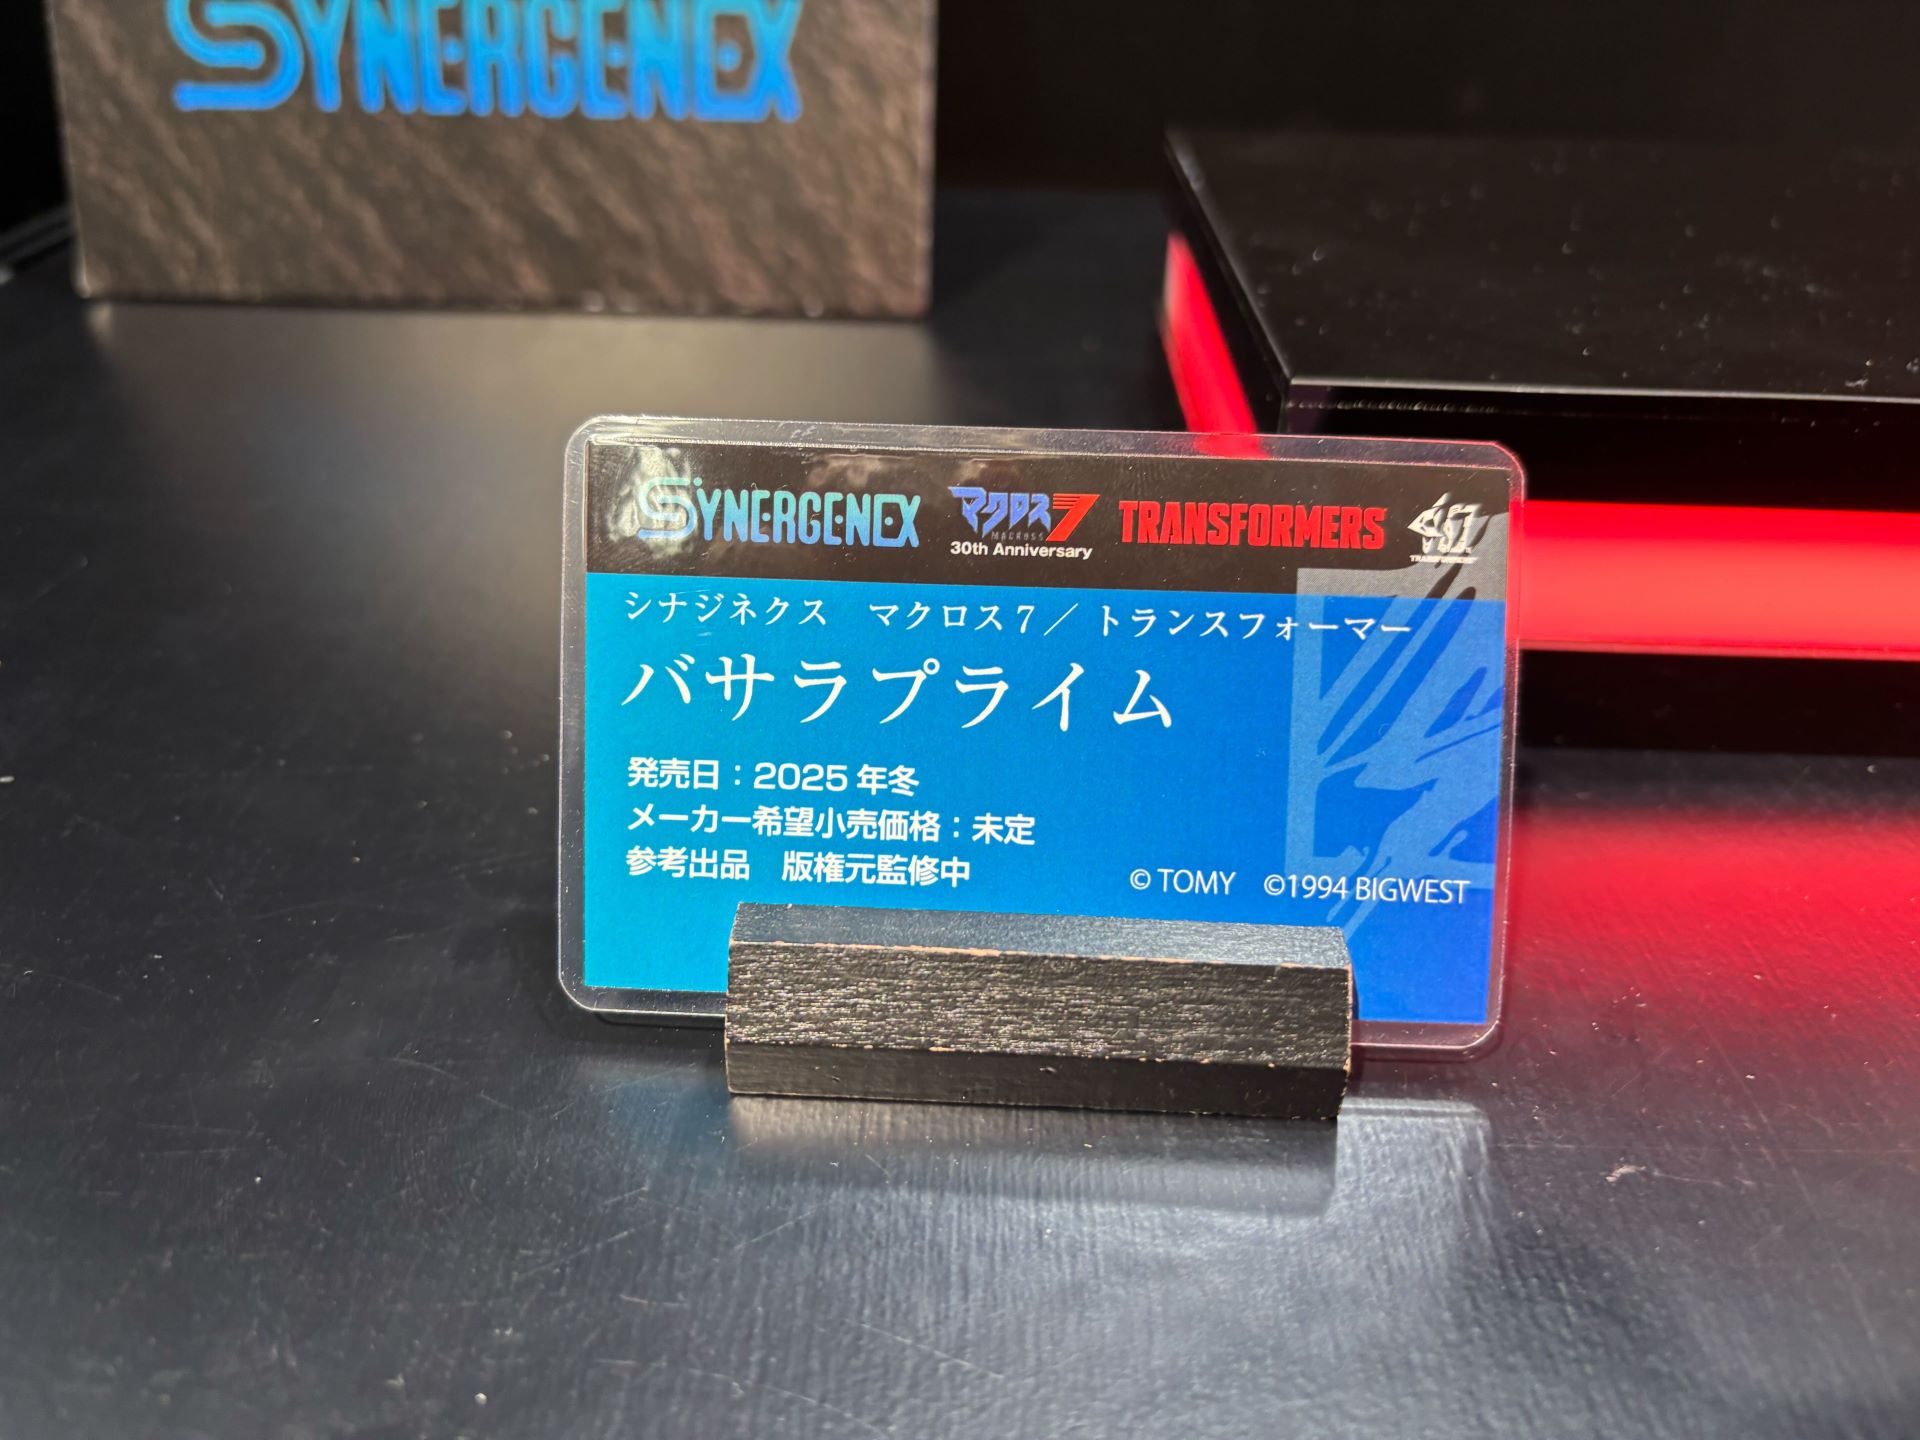 SYNERGENEX
SYNERGENEX マクロス7 MACROSS 30th Anniversary TRANSFORMERS
シナジネクス　マクロス7／トランスフォーマー
バサラプライム
発売日：2025年冬
メーカー希望小売価格：未定
参考出品　版権元監修中
© TOMY　©1994 BIGWEST